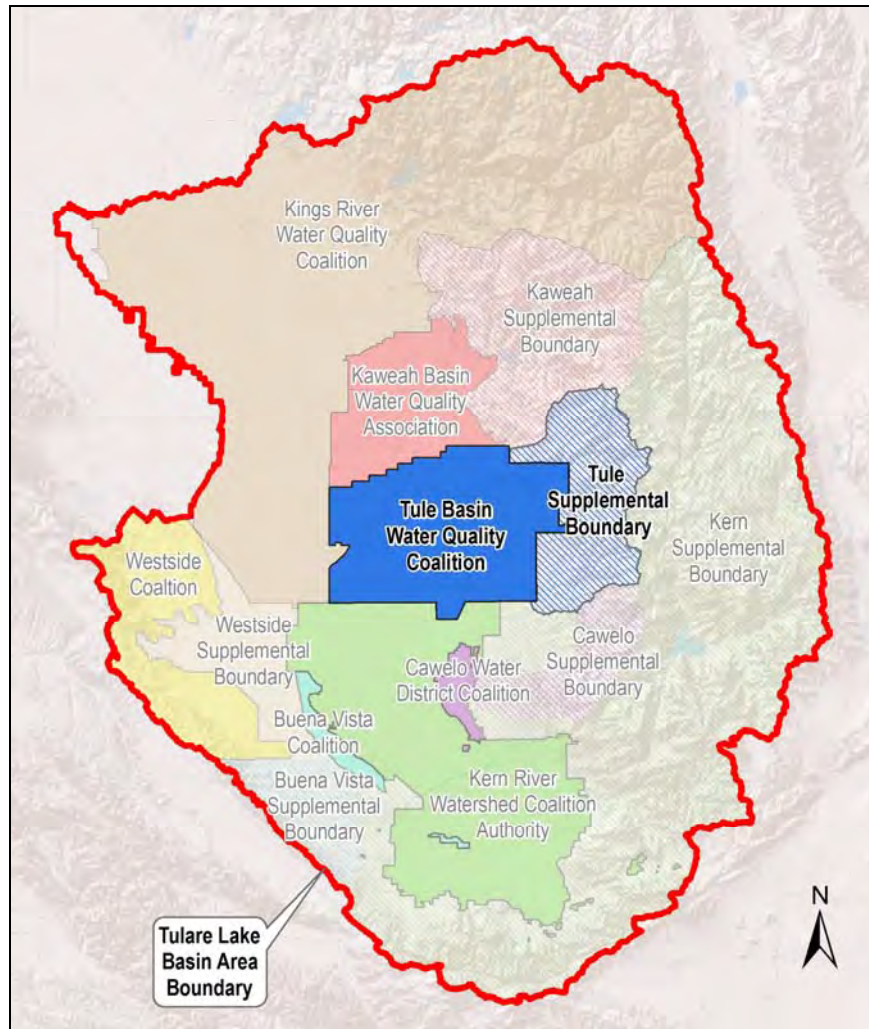 Kings River
Water Quality
Coalition
Kaweah
Supplemental
Boundary
Kaweah Basin
Water Quality
Association
Tule
Supplemental
Boundary
Tule Basin
Water Quality
Coalition
Kern
Supplemental
Boundary
Westside
Coaltion
Westside
Supplemental
Boundary
Cawelo
Supplemental
Boundary
Cawelo Water
District Coalition
Buena Vista
Coalition
Buena Vista
Supplemental
Boundary
Kern River
Watershed Coalition
Authority
N
Tulare Lake
Basin Area
Boundary